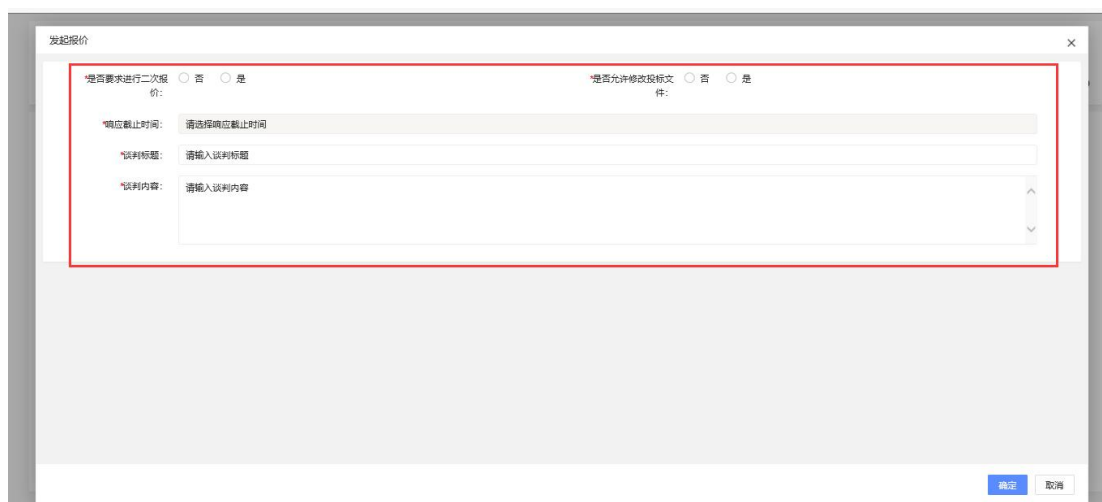 发起报价
*是否要求进行二次报 否 是 *是否允许修改投标文 否 是
价: 件:
*响应截止时间: 请选择响应截止时间
*谈判标题: 请输入谈判标题
*谈判内容: 请输入谈判内容
确定 取消